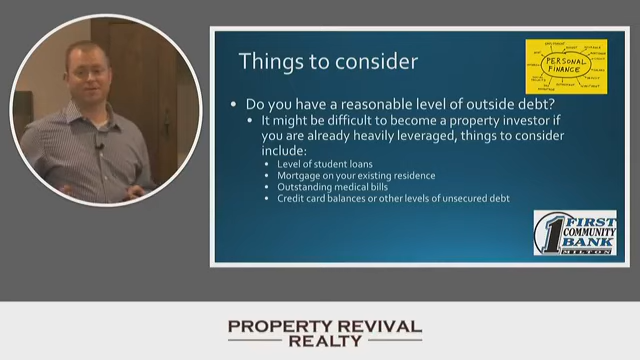 Things to consider
PERSONAL
FINANCE
• Do you have a reasonable level of outside debt?
• It might be difficult to become a property investor if
you are already heavily leveraged, things to consider
include:
• Level of student loans
• Mortgage on your existing residence
• Outstanding medical bills
• Credit card balances or other levels of unsecured debt
1 FIRST
COMMUNITY
BANK
MILTON
PROPERTY REVIVAL
REALTY